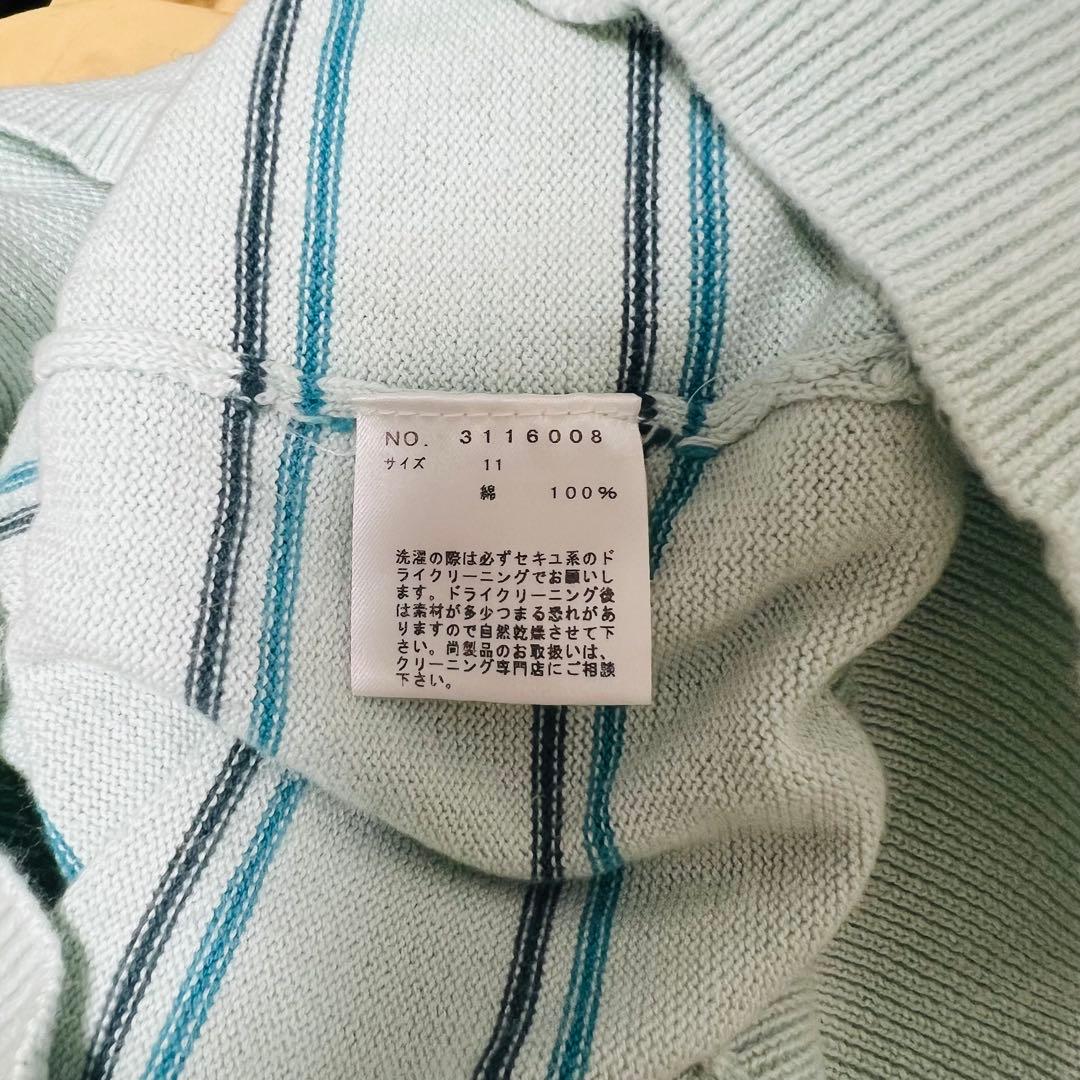 NO. 3116008
サイズ 11
綿 100%
洗濯の際は必ずセキユ系のド
ライクリーニングでお願いし
ます。ドライクリーニング後
は素材が多少つまる恐れがあ
りますので自然乾燥させて下
さい。尚製品のお取扱いは、
クリーニング専門店にご相談
下さい。